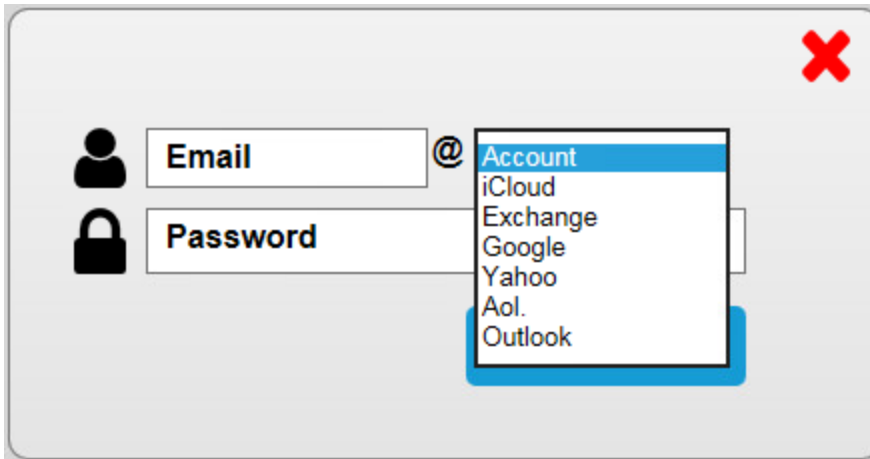 Email @ Account
iCloud
Exchange
Password
Google
Yahoo
Aol.
Outlook